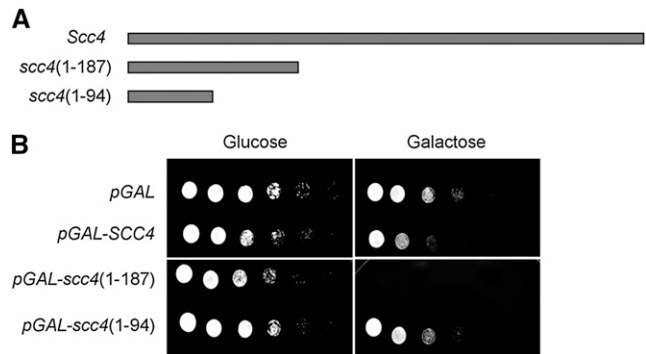 A
Scc4
scc4(1-187)
scc4(1-94)
B
Glucose Galactose
pGAL
pGAL-SCC4
pGAL-scc4(1-187)
pGAL-scc4(1-94)